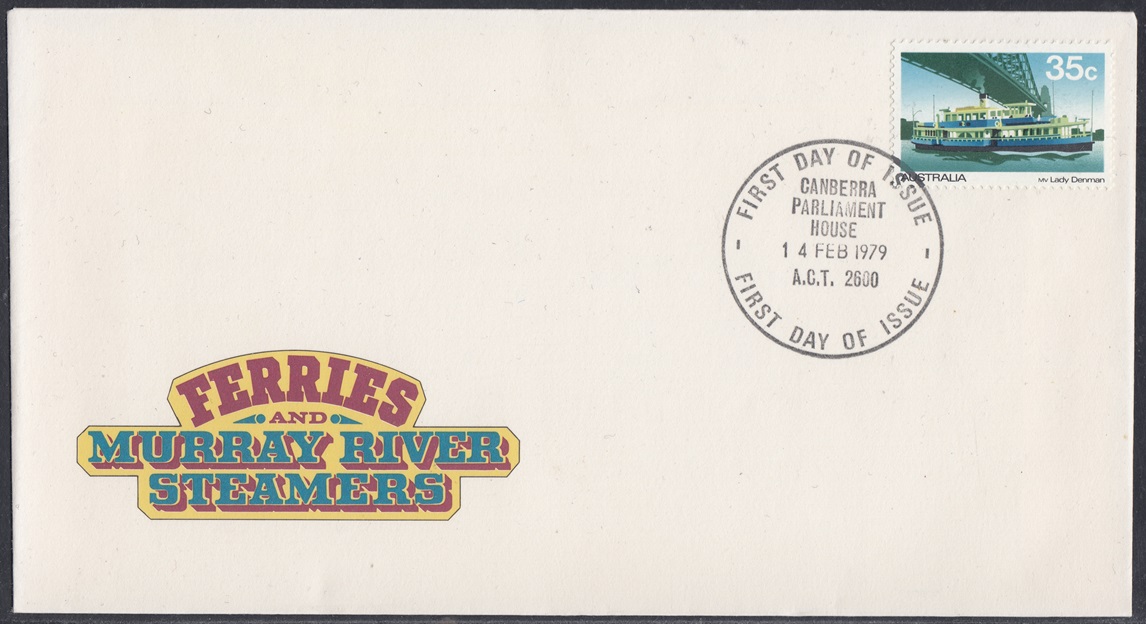 35c
AUSTRALIA
MV Lady Denman
FIRST DAY OF ISSUE
CANBERRA
PARLIAMENT
HOUSE
14 FEB 1979
A.C.T. 2600
FIRST DAY OF ISSUE
FERRIES
AND
MURRAY RIVER
STEAMERS